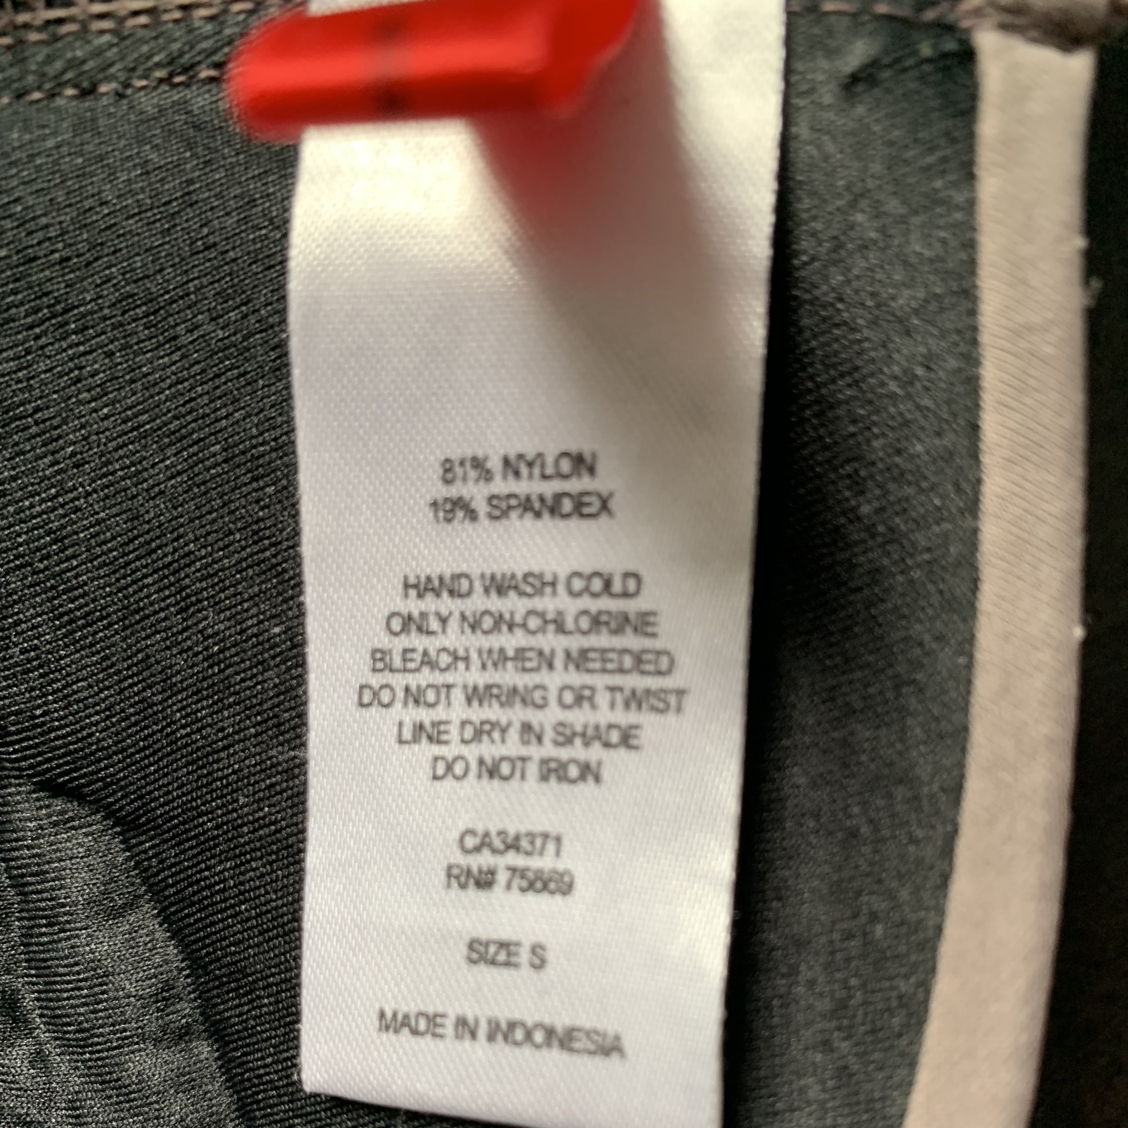 81% NYLON
19% SPANDEX
HAND WASH COLD
ONLY NON-CHLORINE
BLEACH WHEN NEEDED
DO NOT WRING OR TWIST
LINE DRY IN SHADE
DO NOT IRON
CA34371
RN# 75869
SIZE S
MADE IN INDONESIA